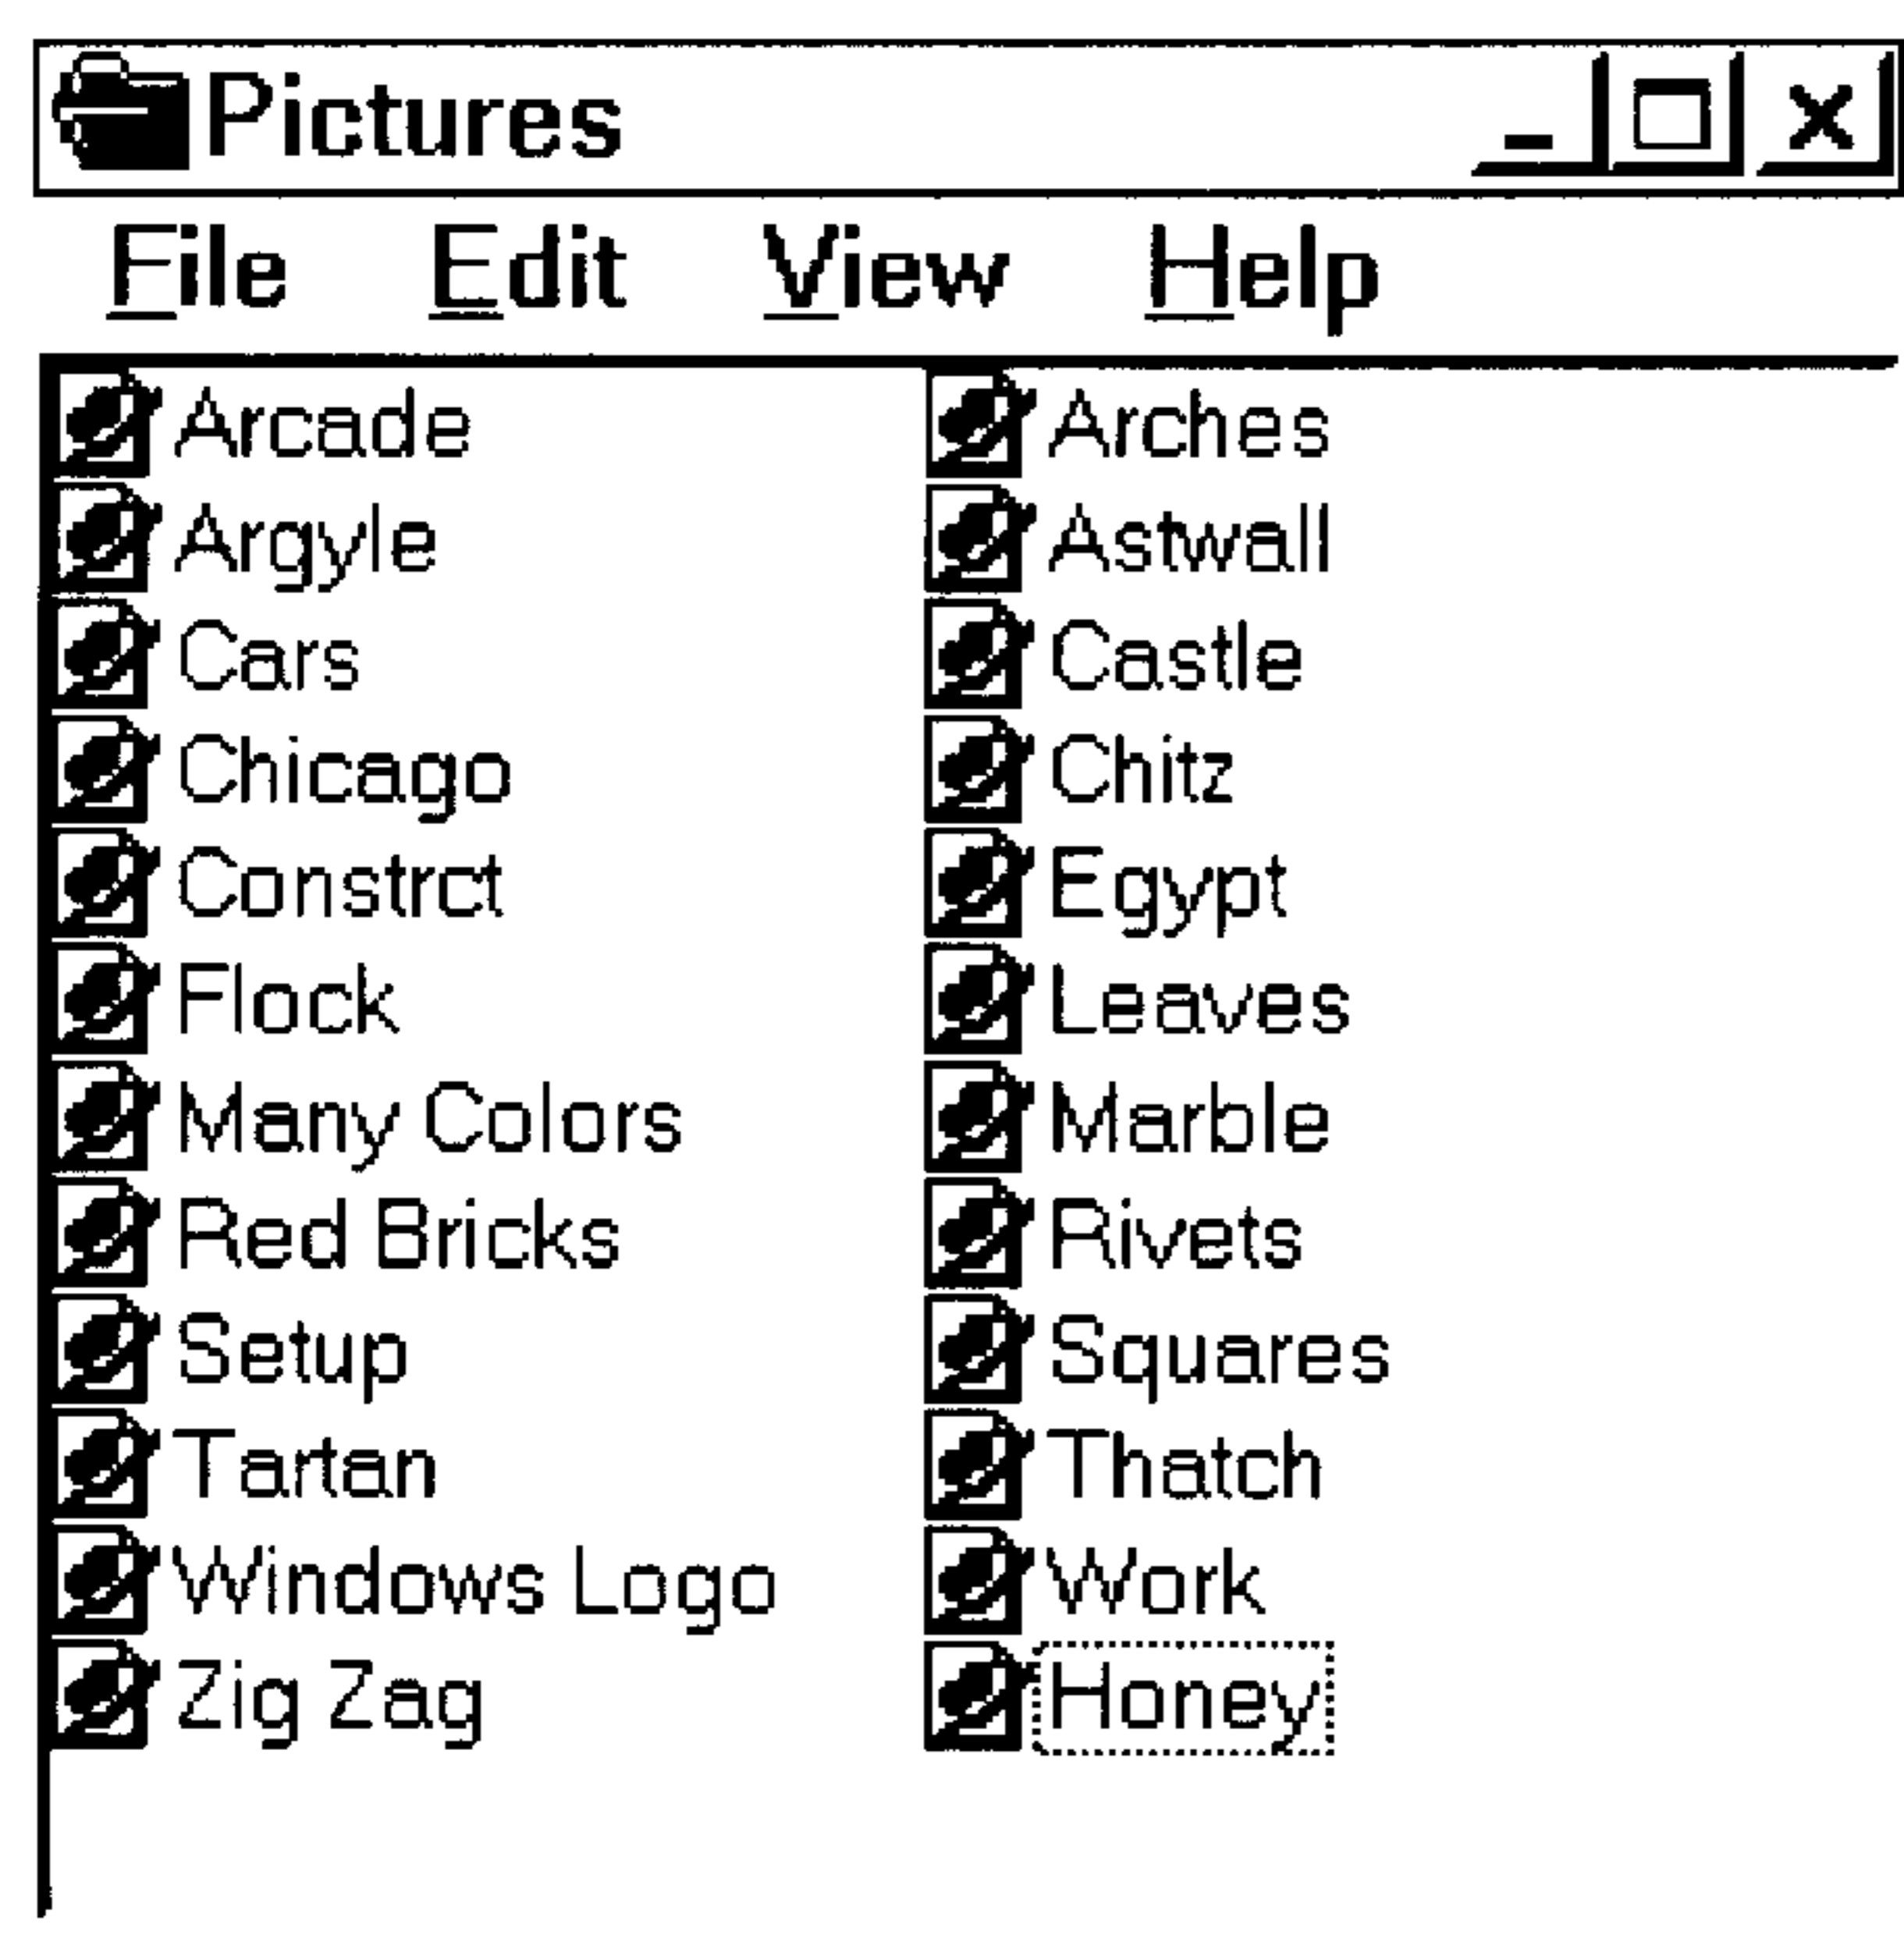 Pictures
File Edit View Help
Arcade Arches
Argyle Astwall
Cars Castle
Chicago Chitz
Constrct Egypt
Flock Leaves
Many Colors Marble
Red Bricks Rivets
Setup Squares
Tartan Thatch
Windows Logo Work
Zig Zag Honey